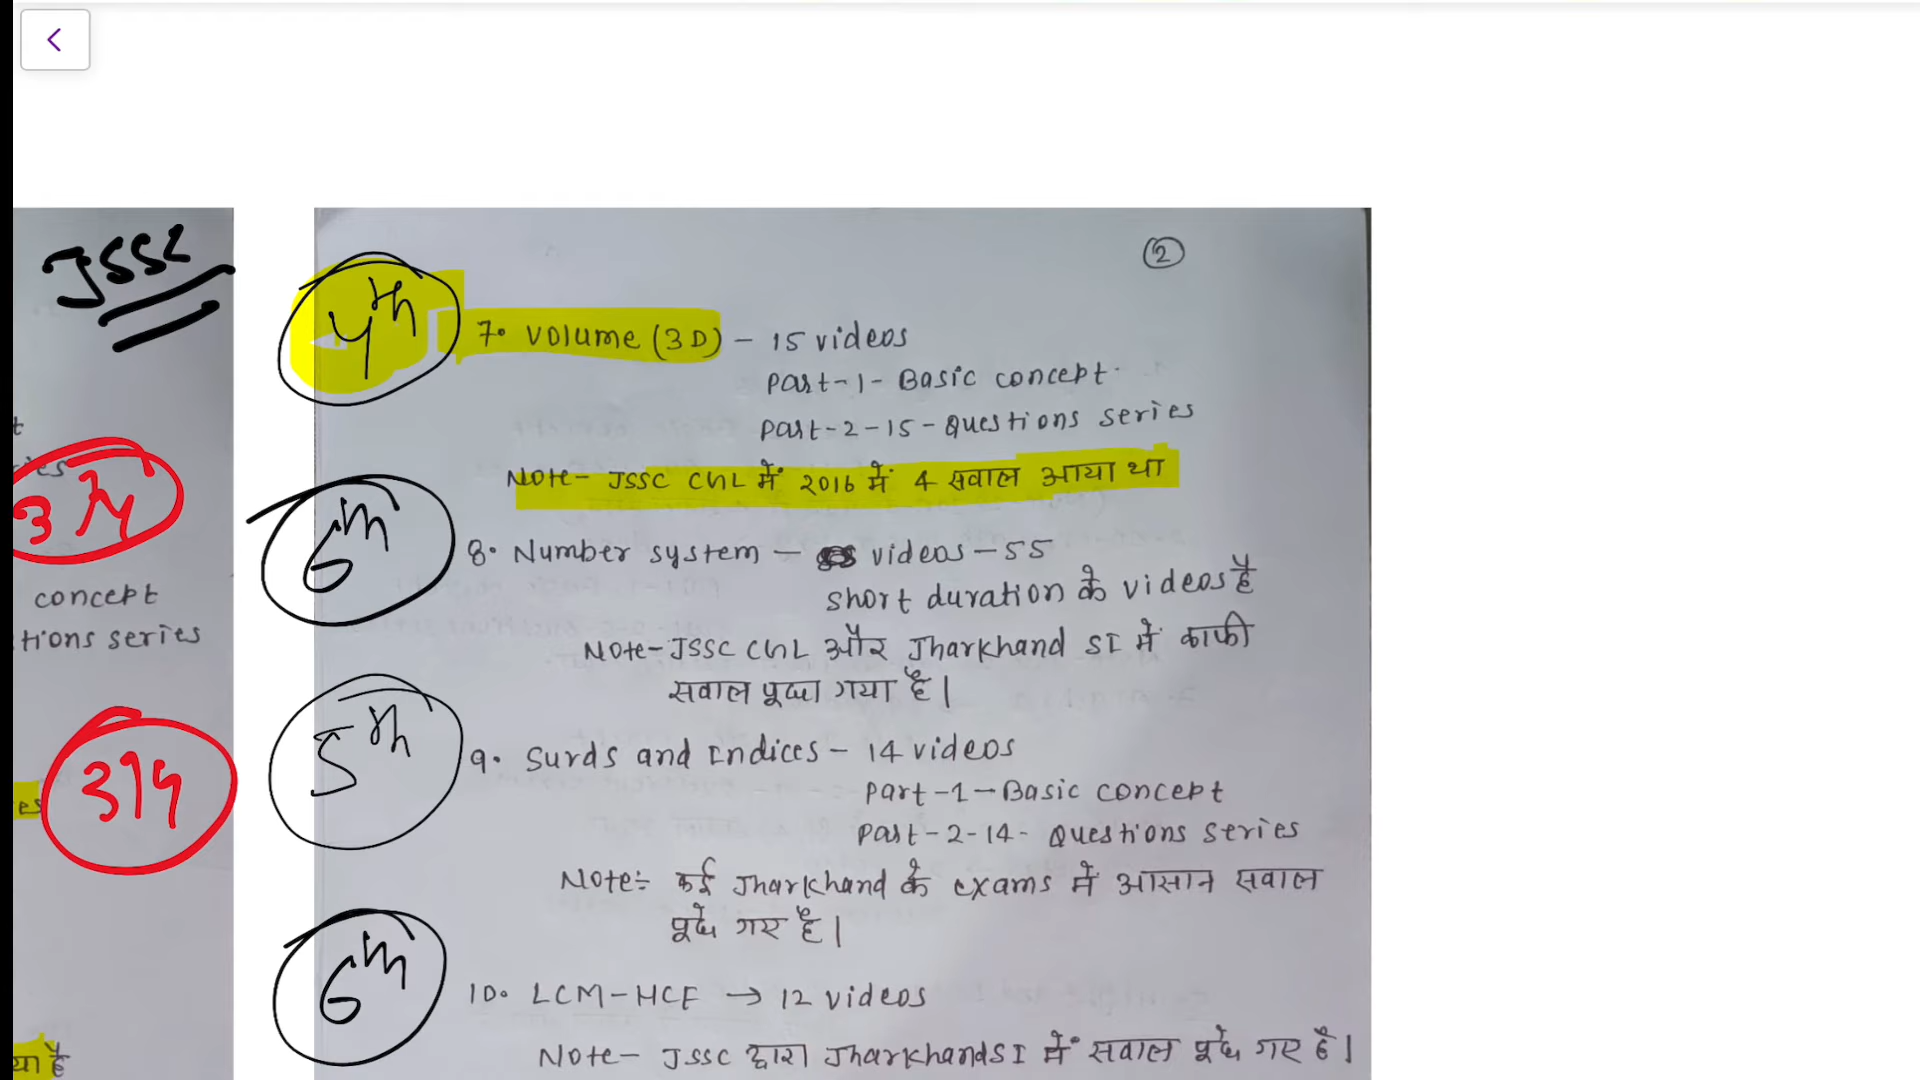 JSSC
t
ies
concept
tions series
es
या है
2
4th
7. Volume (3D) - 15 videos
Part-1- Basic concept
Part-2-15-Questions series
Note- JSSC CGL में 2016 में 4 सवाल आया था
6th
8. Number system - videos-55
short duration के videos है
Note- JSSC CGL और Jharkhand SI में काफी
सवाल पूछा गया है।
5th
9. Surds and Indices - 14 videos
Part-1-Basic concept
Part-2-14- Questions series
Note:- कई Jharkhand के exams में आसान सवाल
पूछे गए है।
6th
10. LCM-HCF → 12 videos
Note- JSSC द्वारा Jharkhand SI में सवाल पूछे गए है।